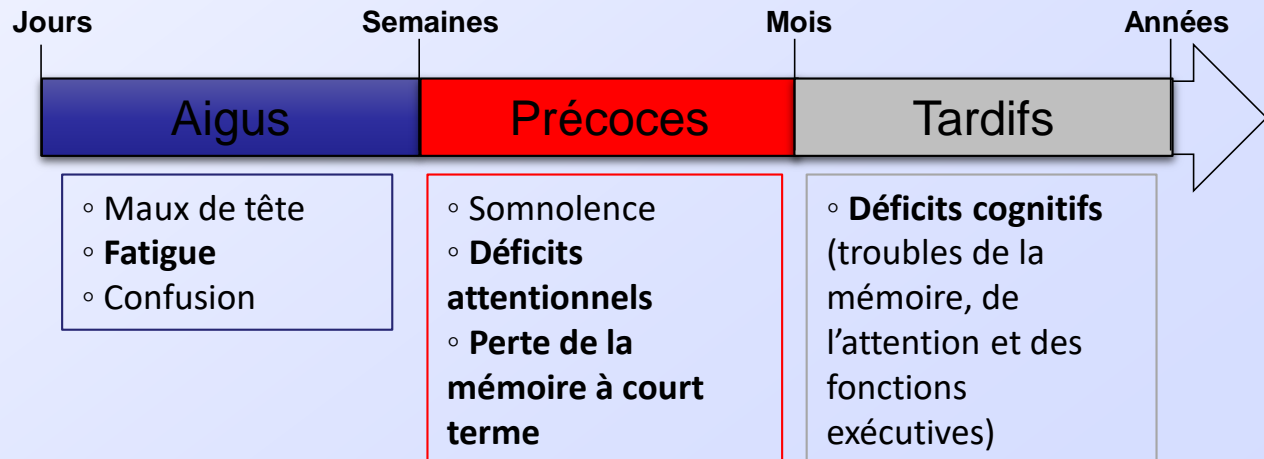 Jours Semaines Mois Années
Aigus Précoces Tardifs
◦ Maux de tête
◦ Fatigue
◦ Confusion
◦ Somnolence
◦ Déficits
attentionnels
◦ Perte de la
mémoire à court
terme
◦ Déficits cognitifs
(troubles de la
mémoire, de
l’attention et des
fonctions
exécutives)